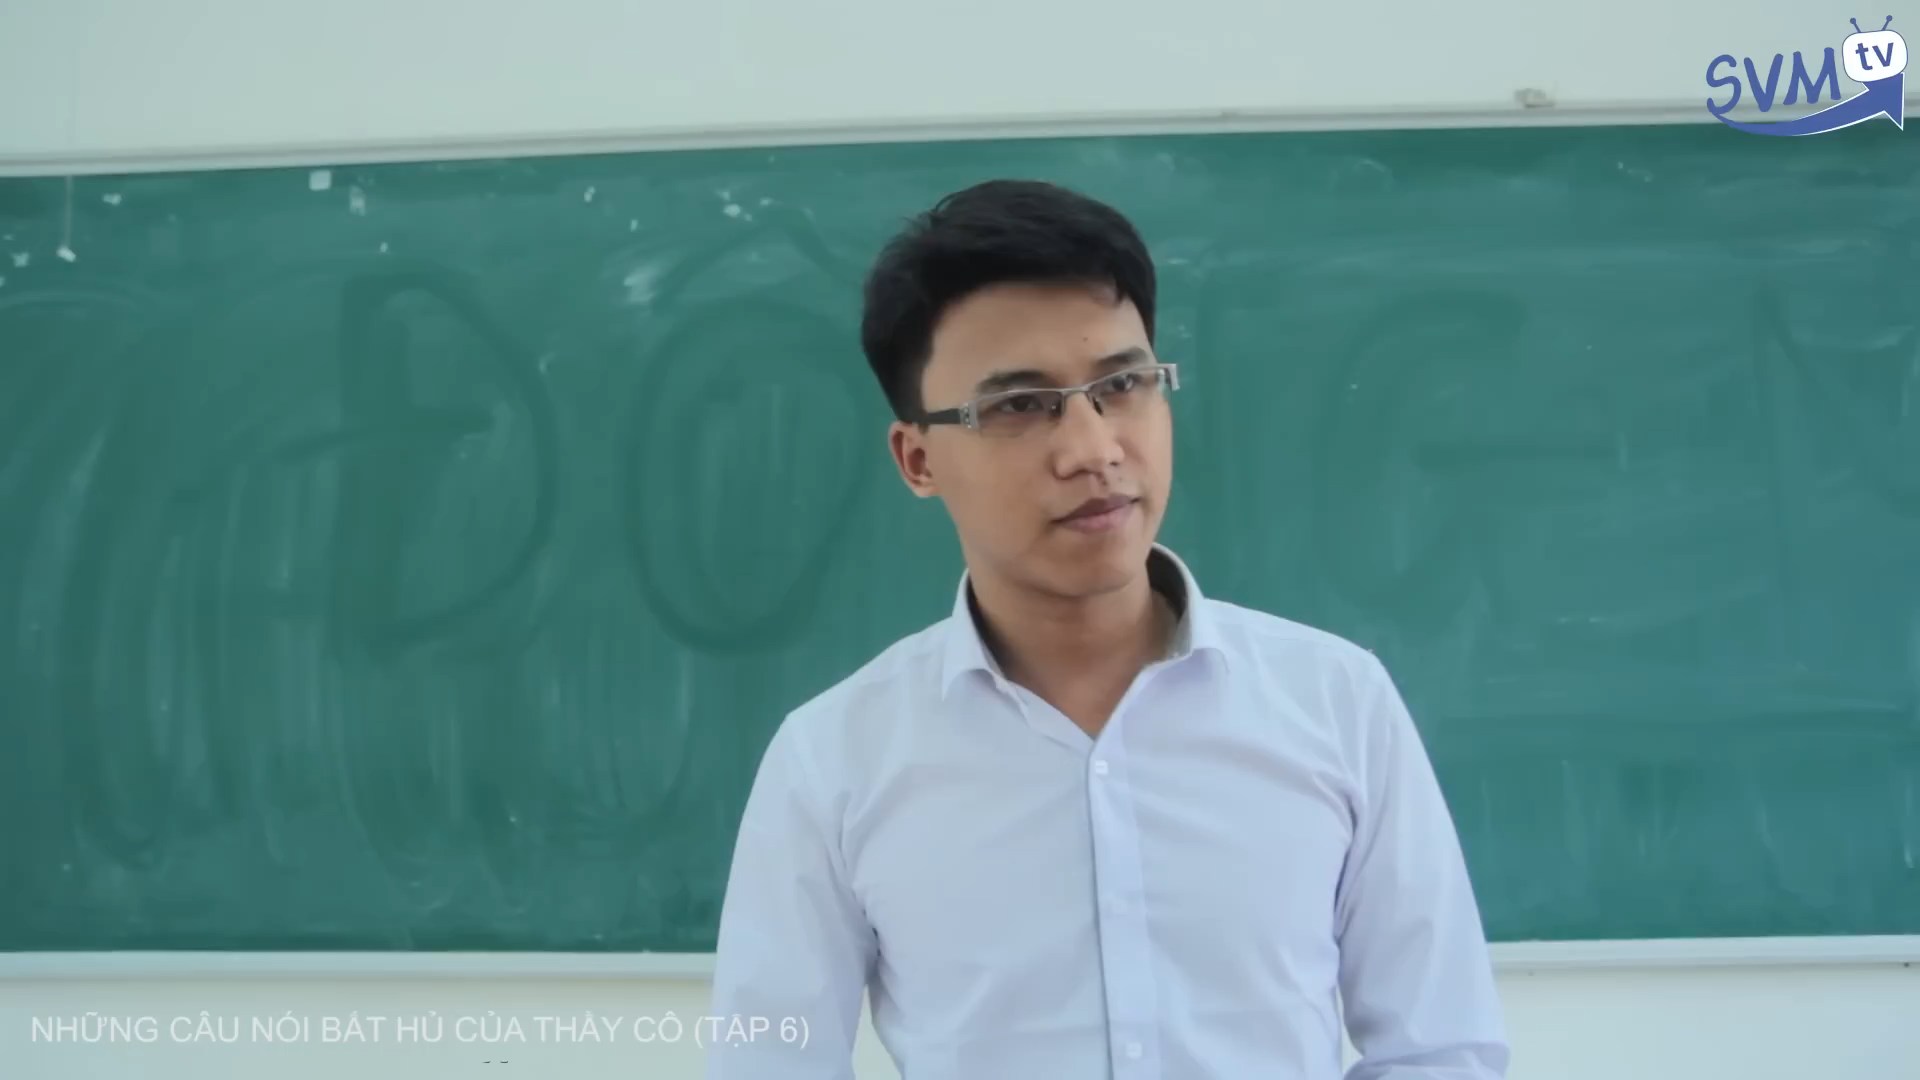 SVM tv
NHỮNG CÂU NÓI BẤT HỦ CỦA THẦY CÔ (TẬP 6)